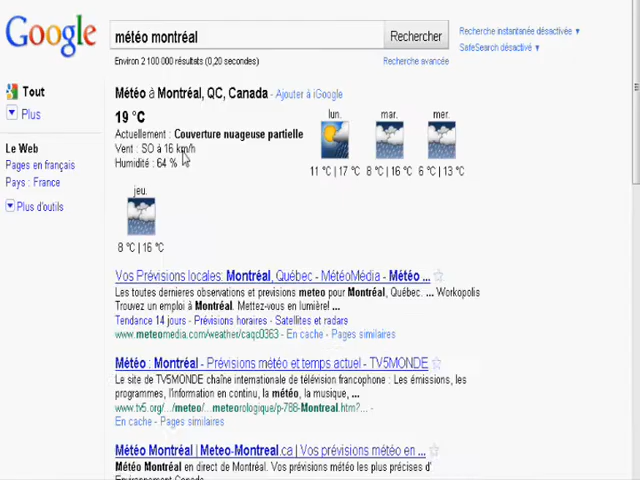 Google
météo montréal
Rechercher
Recherche instantanée désactivée ▼
SafeSearch désactivé ▼
Environ 2 100 000 résultats (0,20 secondes)
Recherche avancée
Tout
Plus
Le Web
Pages en français
Pays : France
Plus d'outils
Météo à Montréal, QC, Canada - Ajouter à iGoogle
19 °C
Actuellement : Couverture nuageuse partielle
Vent : SO à 16 km/h
Humidité : 64 %
lun. mar. mer.
11 °C | 17 °C 8 °C | 16 °C 6 °C | 13 °C
jeu.
8 °C | 16 °C
Vos Prévisions locales: Montréal, Québec - MétéoMédia - Météo ...
Les toutes dernieres observations et previsions meteo pour Montréal, Québec. ... Workopolis
Trouvez un emploi à Montréal. Mettez-vous en lumière! ...
Tendance 14 jours - Prévisions horaires - Satellites et radars
www.meteomedia.com/weather/caqc0363 - En cache - Pages similaires
Météo : Montréal - Prévisions météo et temps actuel - TV5MONDE
Le site de TV5MONDE chaîne internationale de télévision francophone : Les émissions, les
programmes, l'information en continu, la météo, la musique, ...
www.tv5.org/.../meteo/...meteorologique/p-788-Montreal.htm?... -
En cache - Pages similaires
Météo Montréal | Meteo-Montreal.ca | Vos prévisions météo en ...
Météo Montréal en direct de Montréal. Vos prévisions météo les plus précises d'
Environnement Canada.